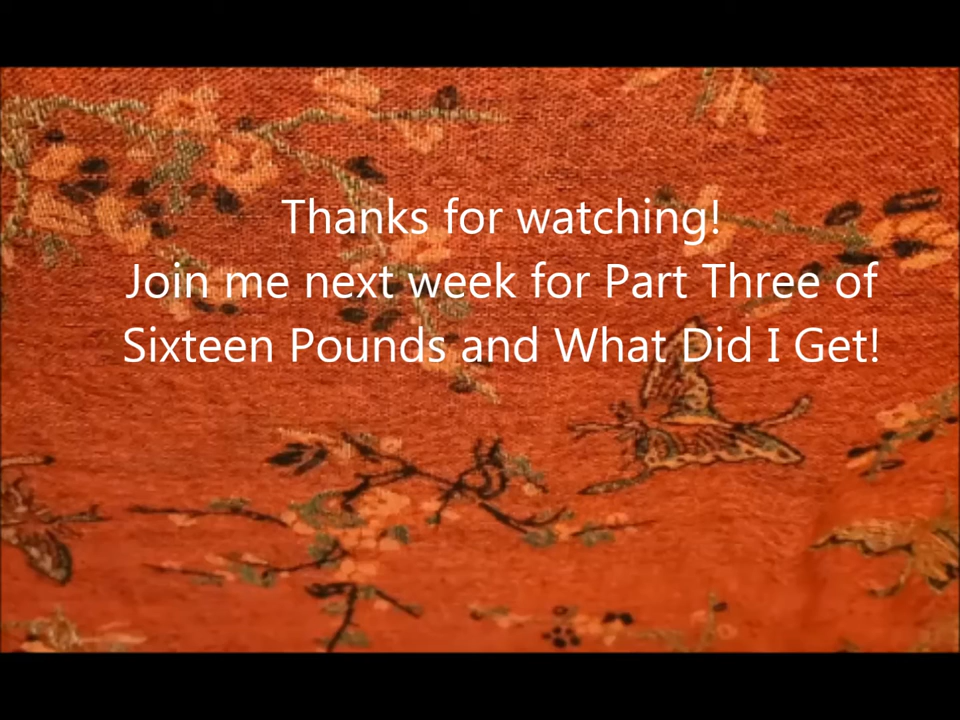 Thanks for watching!
Join me next week for Part Three of
Sixteen Pounds and What Did I Get!